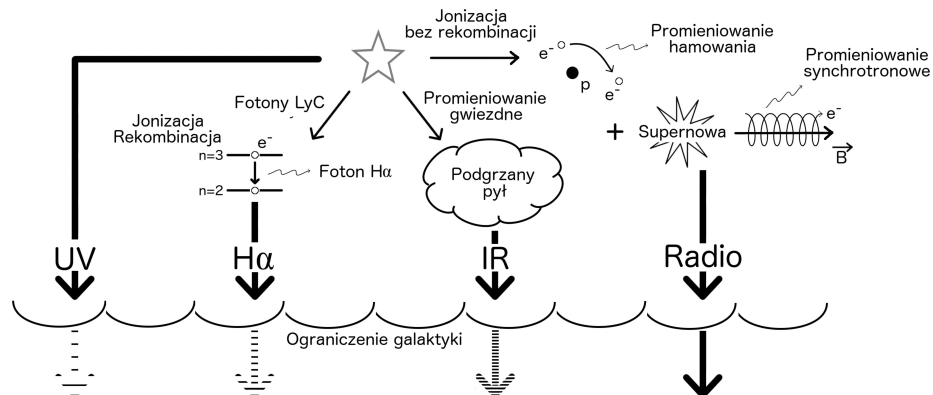 Jonizacja
bez rekombinacji
e-
p
e-
Promieniowanie
hamowania
Promieniowanie
synchrotronowe
Fotony LyC
Promieniowanie
gwiezdne
Jonizacja
Rekombinacja
e-
n=3
n=2
Foton Hα
Podgrzany
pył
+
Supernowa
e-
B
UV
Hα
IR
Radio
Ograniczenie galaktyki